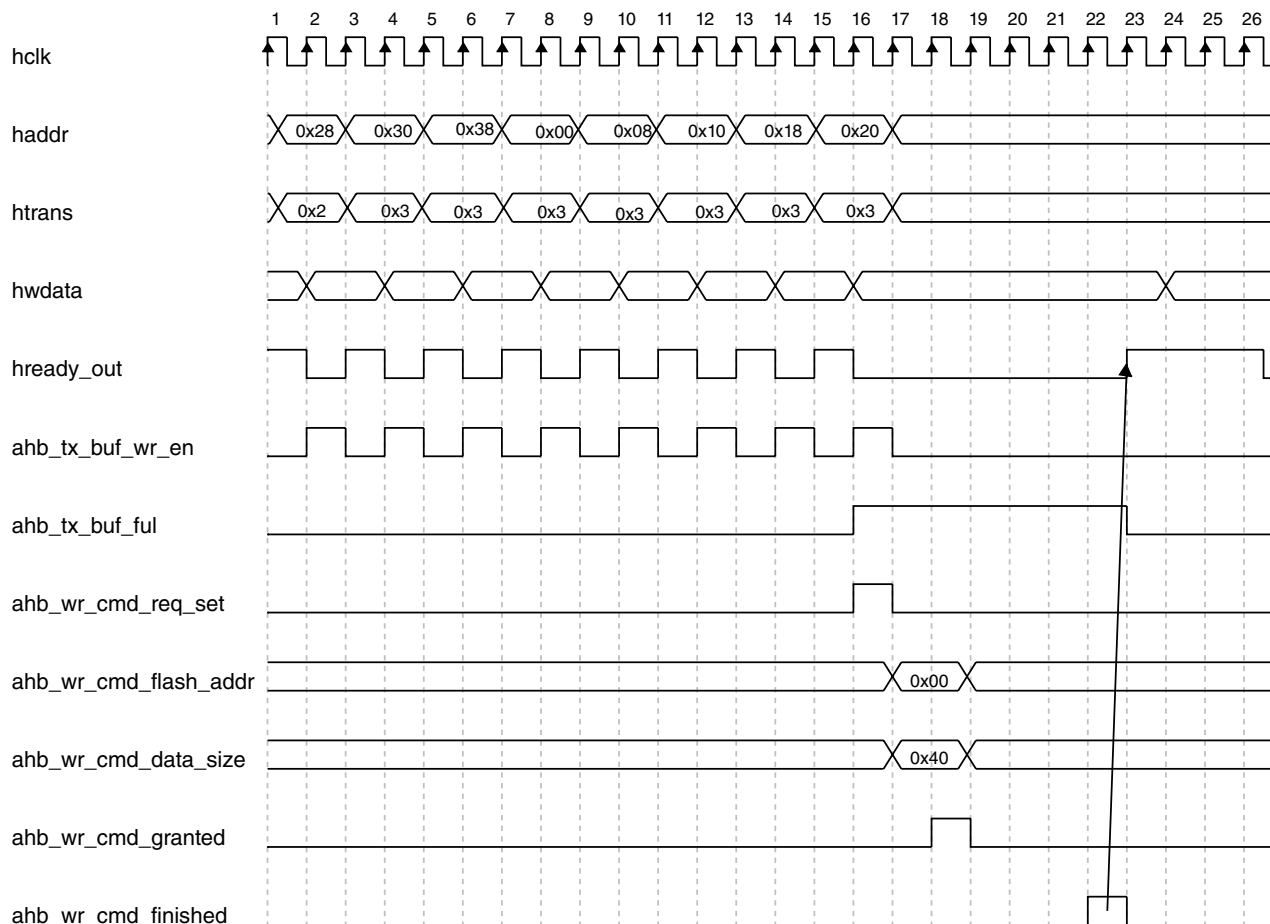 1 2 3 4 5 6 7 8 9 10 11 12 13 14 15 16 17 18 19 20 21 22 23 24 25 26
hclk
haddr 0x28 0x30 0x38 0x00 0x08 0x10 0x18 0x20
htrans 0x2 0x3 0x3 0x3 0x3 0x3 0x3 0x3
hwdata
hready_out
ahb_tx_buf_wr_en
ahb_tx_buf_ful
ahb_wr_cmd_req_set
ahb_wr_cmd_flash_addr 0x00
ahb_wr_cmd_data_size 0x40
ahb_wr_cmd_granted
ahb_wr_cmd_finished